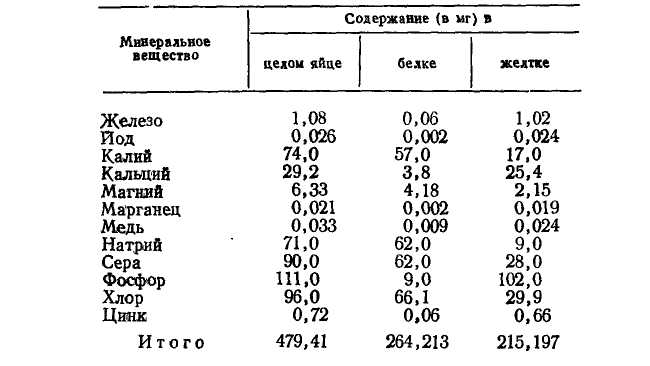 Содержание (в мг) в
Минеральное
вещество
целом яйце белке желтке
Железо 1,08 0,06 1,02
Йод 0,026 0,002 0,024
Калий 74,0 57,0 17,0
Кальций 29,2 3,8 25,4
Магний 6,33 4,18 2,15
Марганец 0,021 0,002 0,019
Медь 0,033 0,009 0,024
Натрий 71,0 62,0 9,0
Сера 90,0 62,0 28,0
Фосфор 111,0 9,0 102,0
Хлор 96,0 66,1 29,9
Цинк 0,72 0,06 0,66
Итого 479,41 264,213 215,197